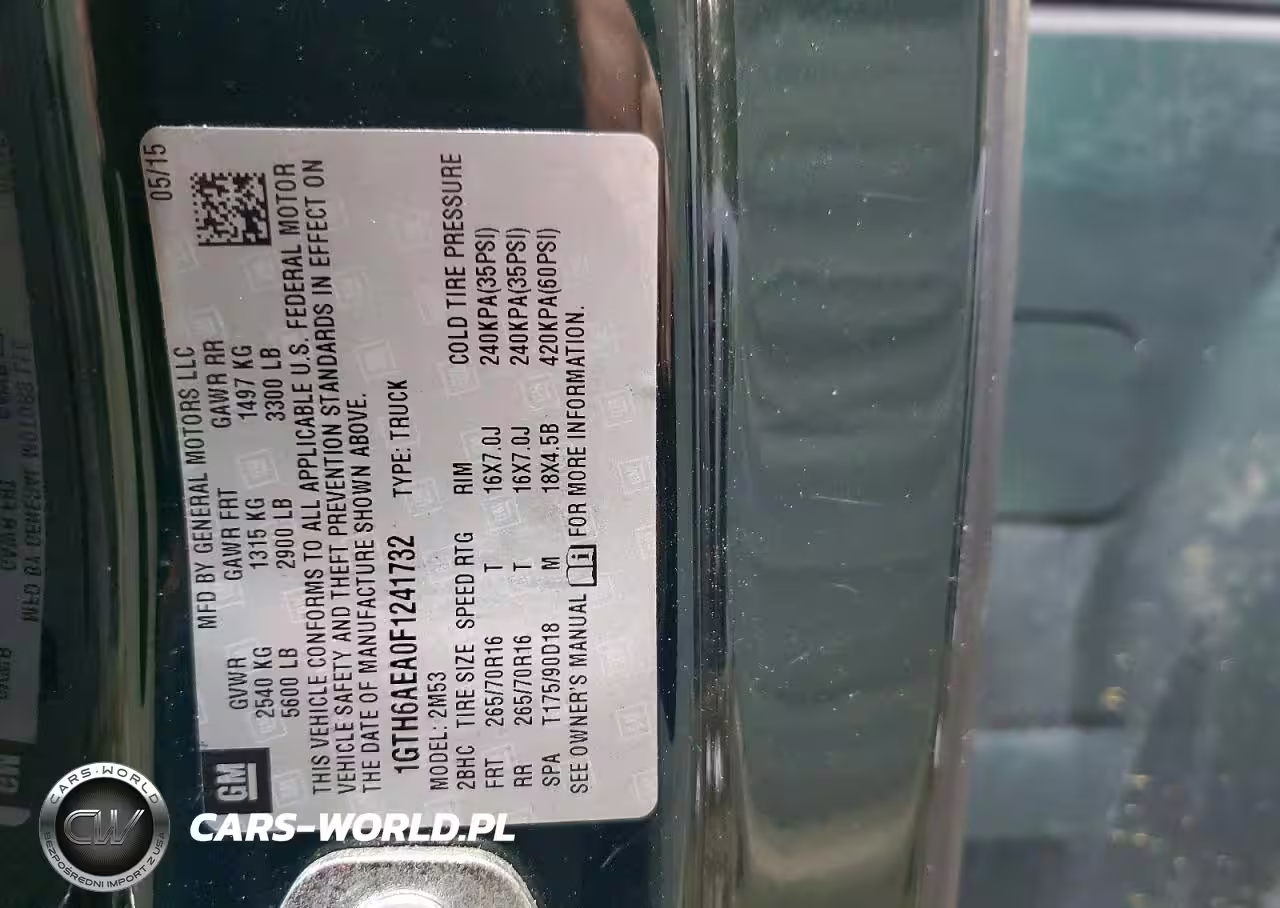 05/15
MFD BY GENERAL MOTORS LLC
GVWR GAWR FRT GAWR RR
2540 KG 1315 KG 1497 KG
5600 LB 2900 LB 3300 LB
THIS VEHICLE CONFORMS TO ALL APPLICABLE U.S. FEDERAL MOTOR
VEHICLE SAFETY AND THEFT PREVENTION STANDARDS IN EFFECT ON
THE DATE OF MANUFACTURE SHOWN ABOVE.
1GTH6AEA0F1241732 TYPE: TRUCK
MODEL: 2M53
2BHC TIRE SIZE SPEED RTG RIM COLD TIRE PRESSURE
FRT 265/70R16 T 16X7.0J 240KPA(35PSI)
RR 265/70R16 T 16X7.0J 240KPA(35PSI)
SPA T175/90D18 M 18X4.5B 420KPA(60PSI)
SEE OWNER'S MANUAL FOR MORE INFORMATION.
GM
CARS-WORLD
CW
BEZPOŚREDNI IMPORT Z USA
CARS-WORLD.PL